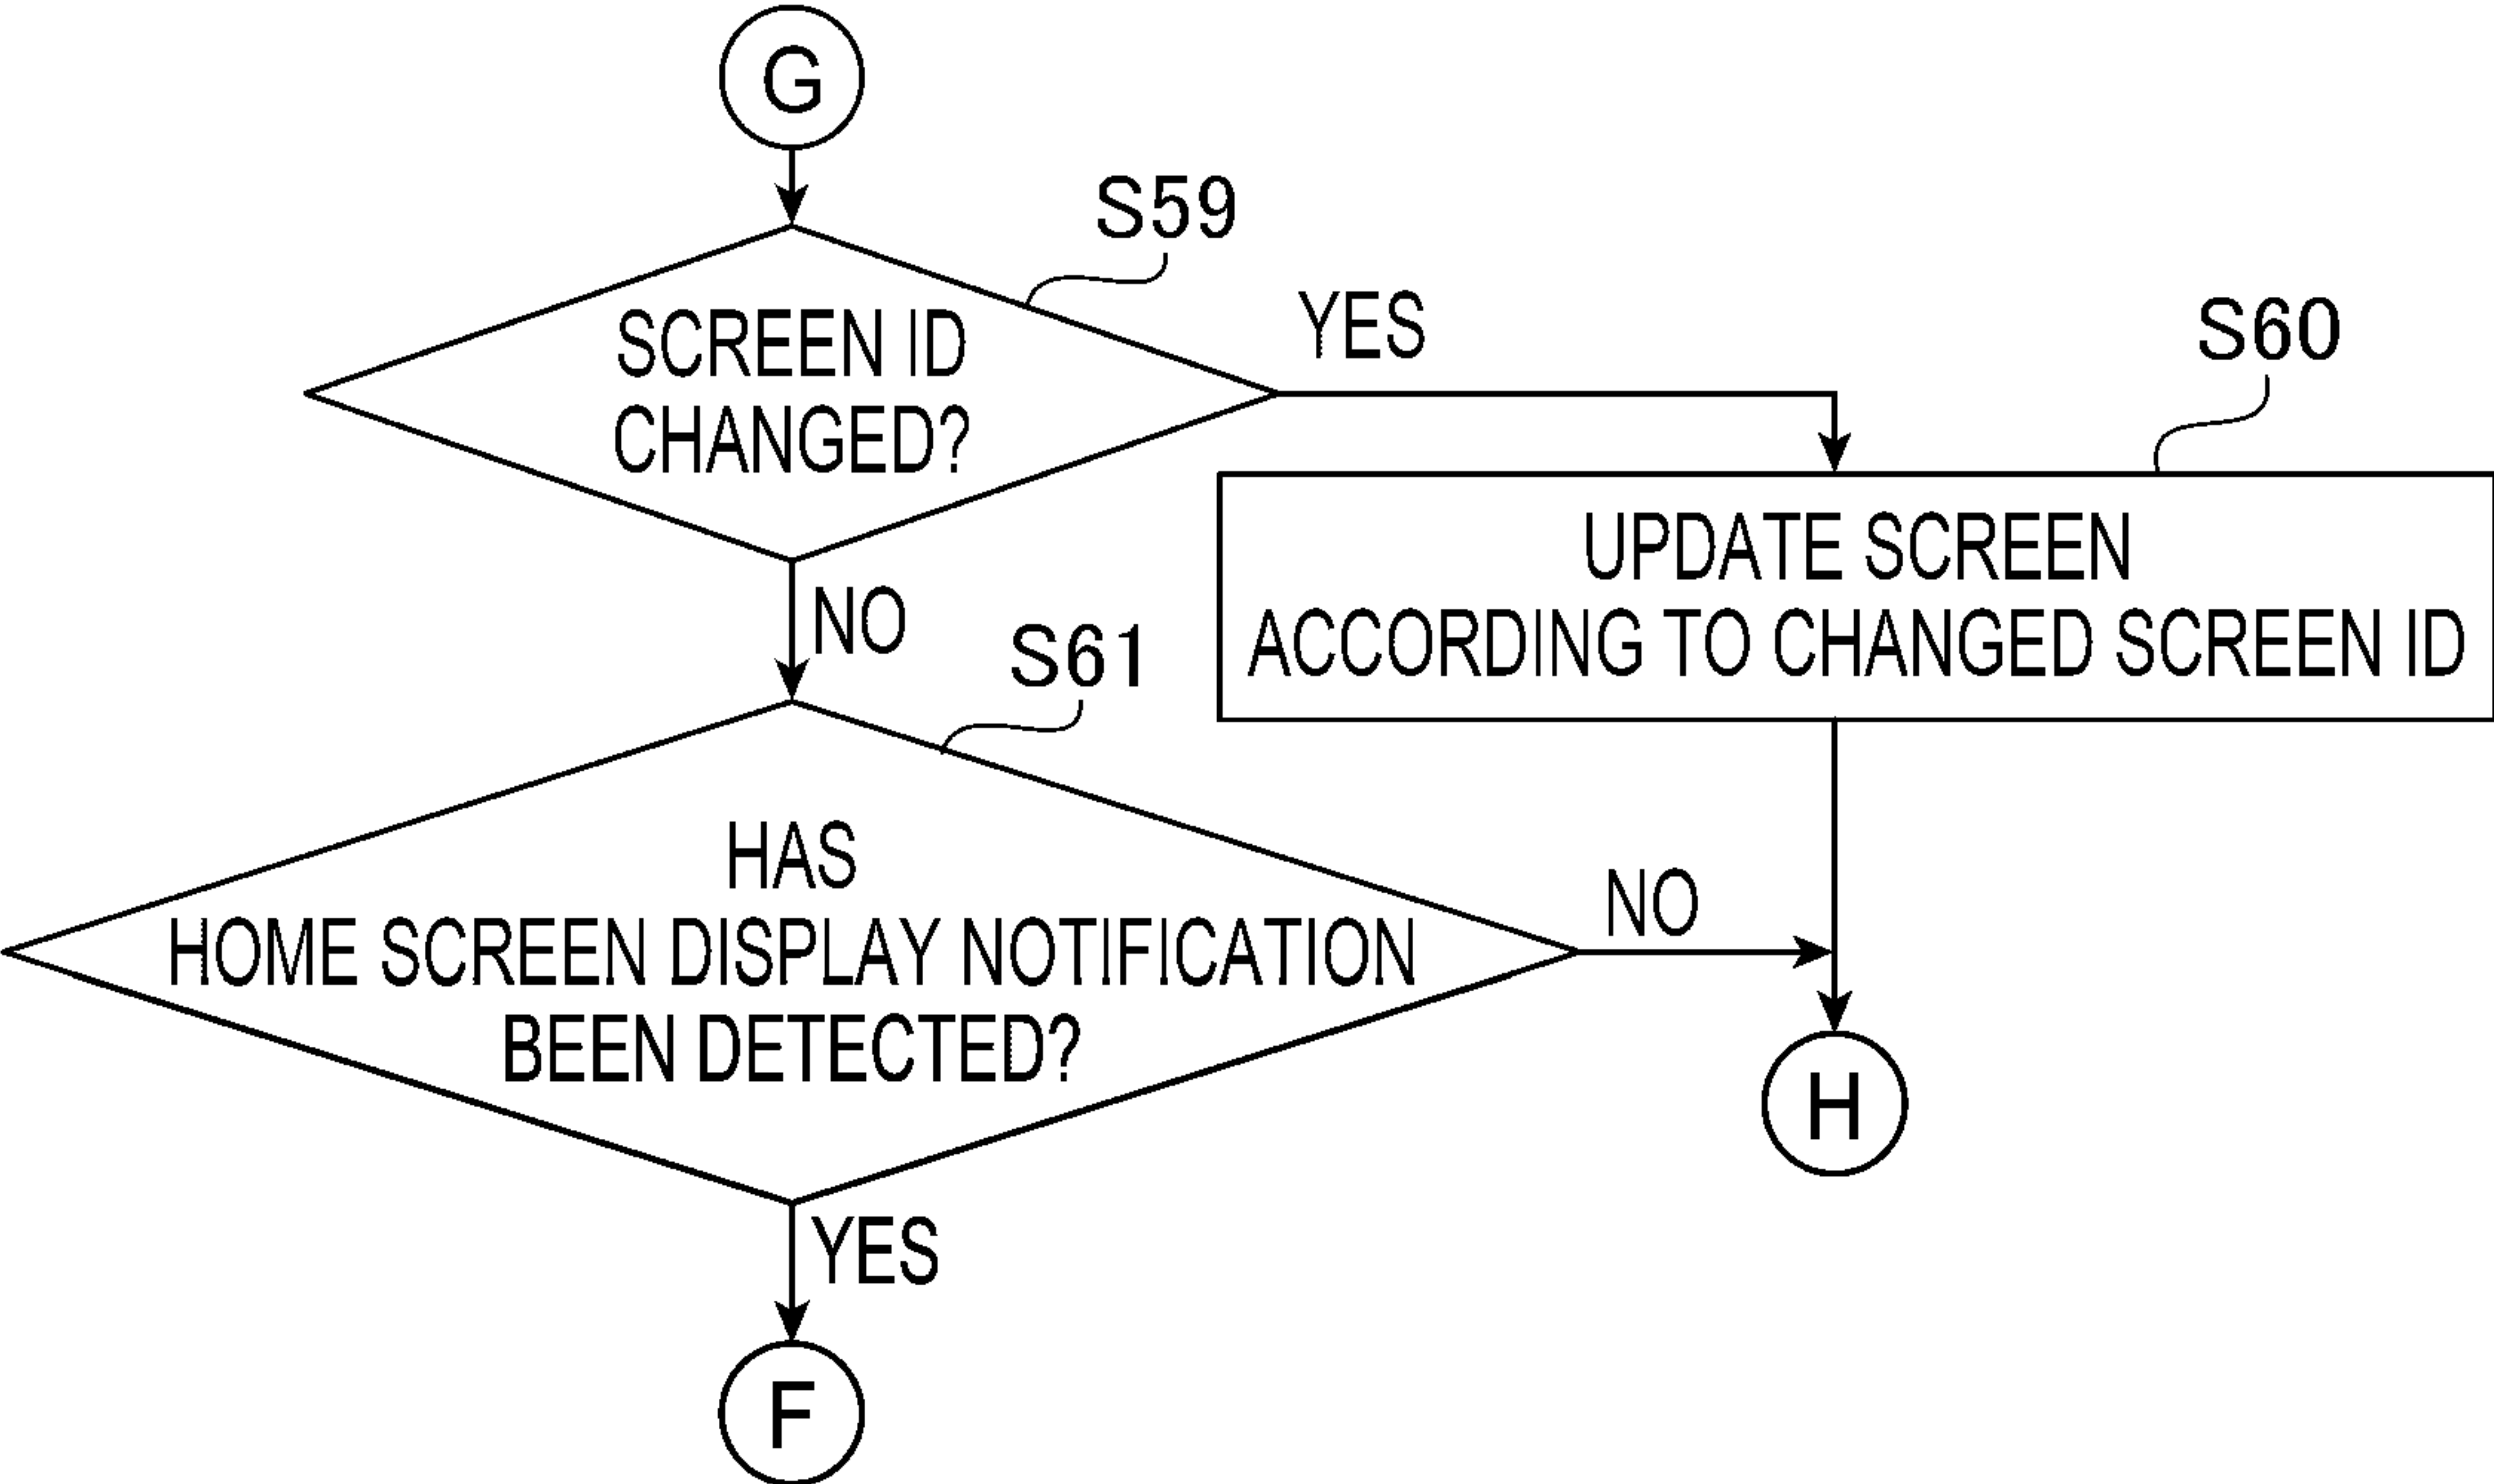 G
S59
SCREEN ID
CHANGED?
YES
S60
UPDATE SCREEN
ACCORDING TO CHANGED SCREEN ID
NO
S61
HAS
HOME SCREEN DISPLAY NOTIFICATION
BEEN DETECTED?
NO
H
YES
F